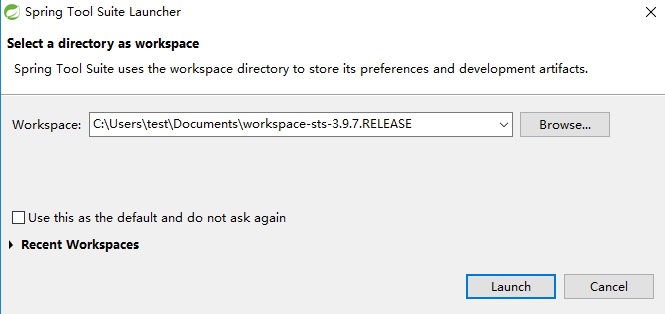 Spring Tool Suite Launcher
Select a directory as workspace
Spring Tool Suite uses the workspace directory to store its preferences and development artifacts.
Workspace: C:\Users\test\Documents\workspace-sts-3.9.7.RELEASE Browse...
Use this as the default and do not ask again
Recent Workspaces
Launch Cancel